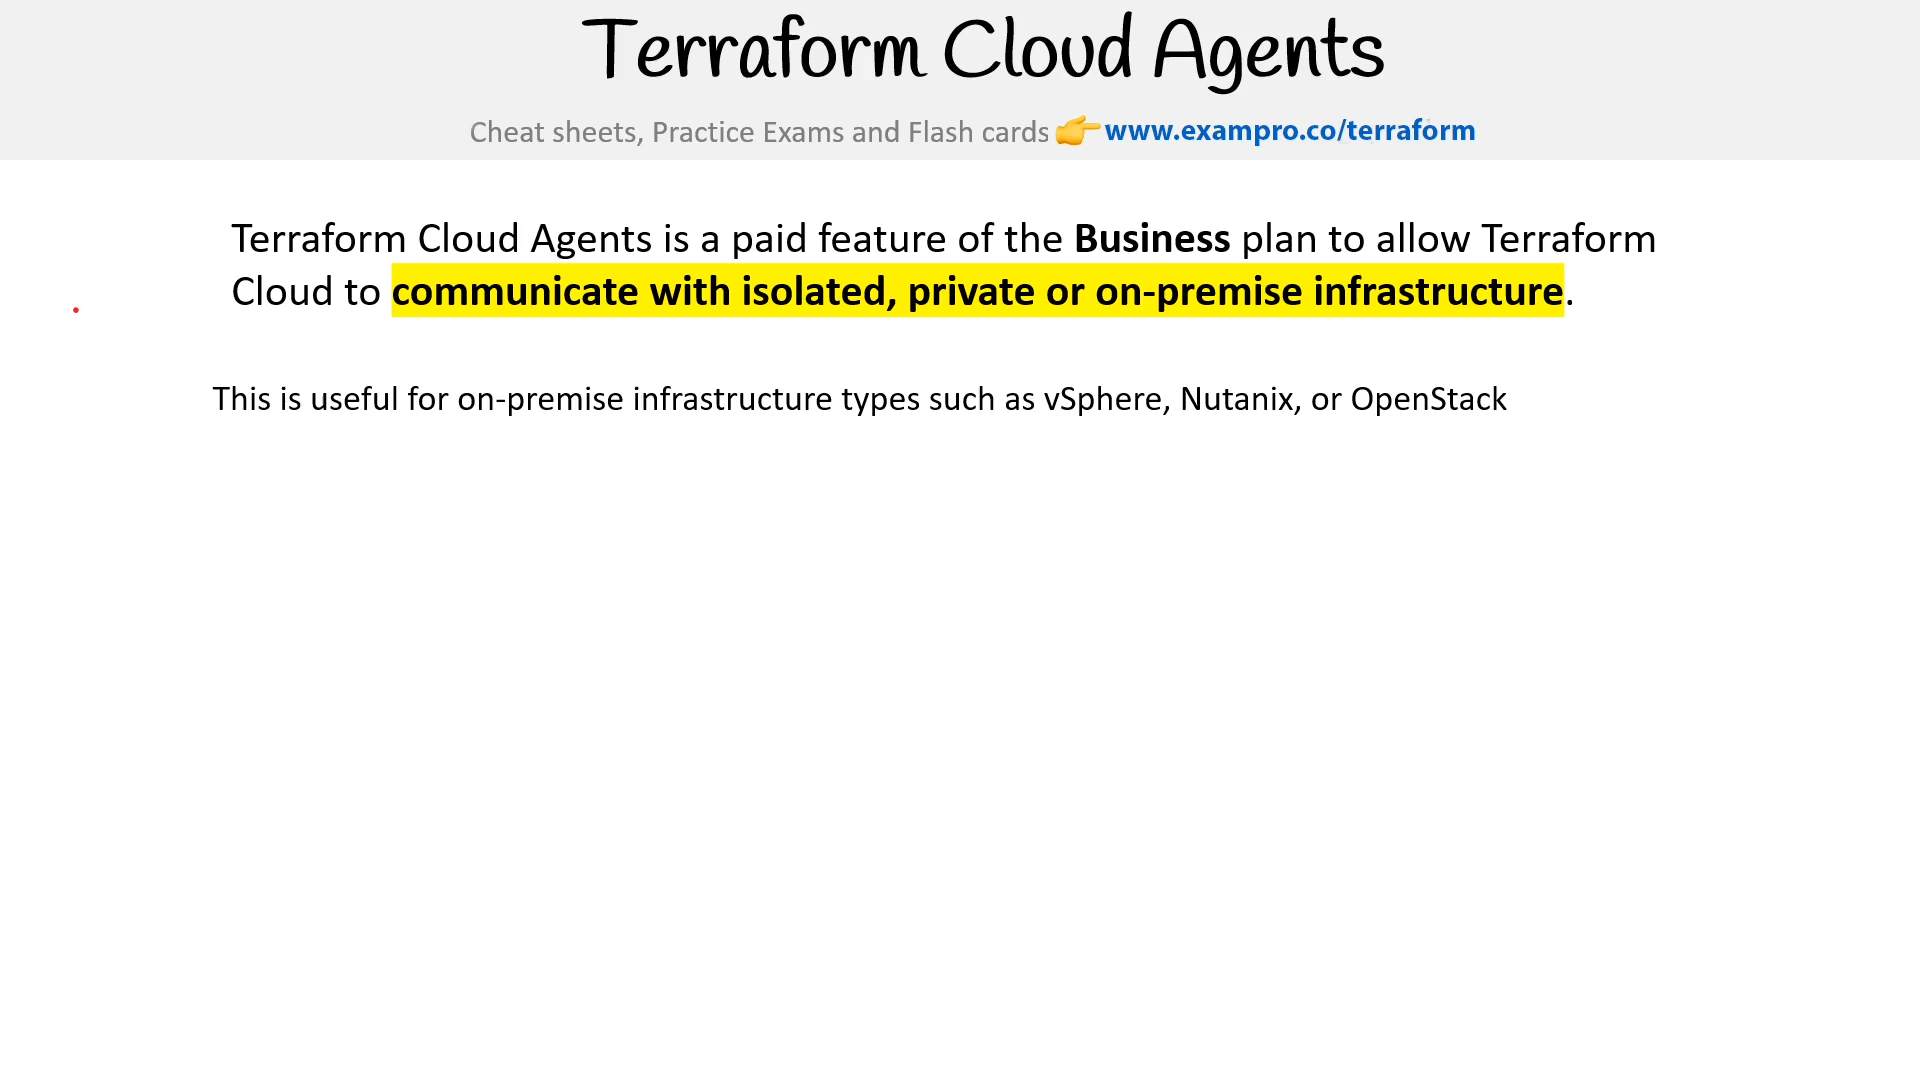 Terraform Cloud Agents
Cheat sheets, Practice Exams and Flash cards 👉www.exampro.co/terraform
Terraform Cloud Agents is a paid feature of the Business plan to allow Terraform
Cloud to communicate with isolated, private or on-premise infrastructure.
This is useful for on-premise infrastructure types such as vSphere, Nutanix, or OpenStack